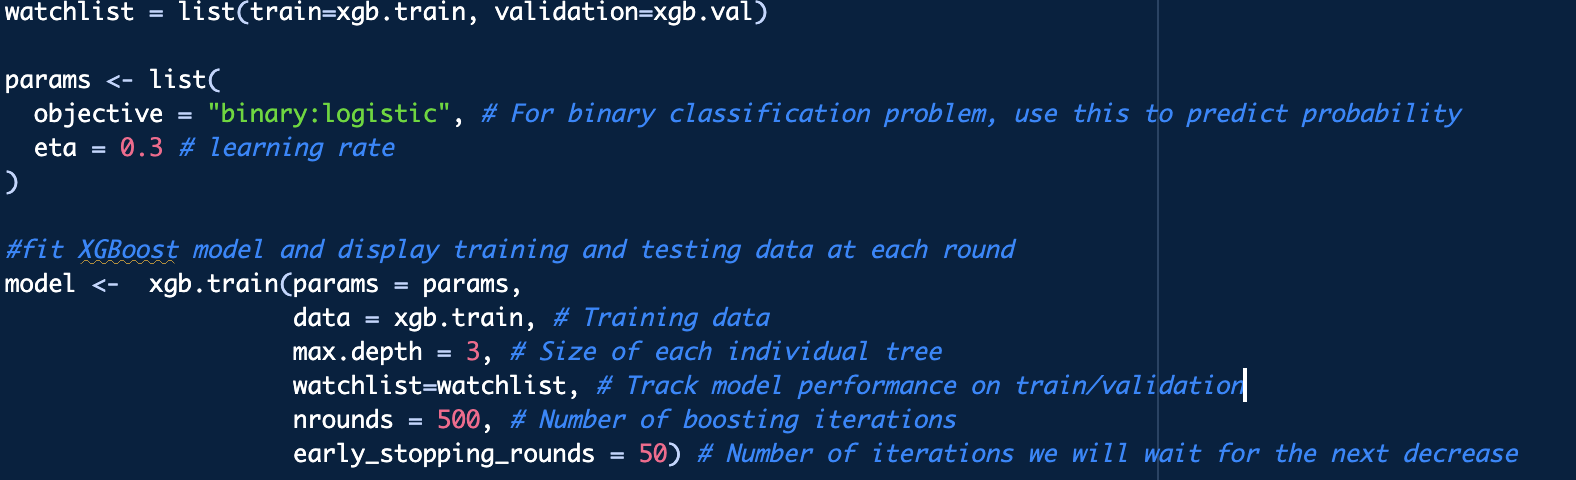 watchlist = list(train=xgb.train, validation=xgb.val)
params <- list(
objective = "binary:logistic", # For binary classification problem, use this to predict probability
eta = 0.3 # learning rate
)
#fit XGBoost model and display training and testing data at each round
model <-  xgb.train(params = params,
data = xgb.train, # Training data
max.depth = 3, # Size of each individual tree
watchlist=watchlist, # Track model performance on train/validation
nrounds = 500, # Number of boosting iterations
early_stopping_rounds = 50) # Number of iterations we will wait for the next decrease